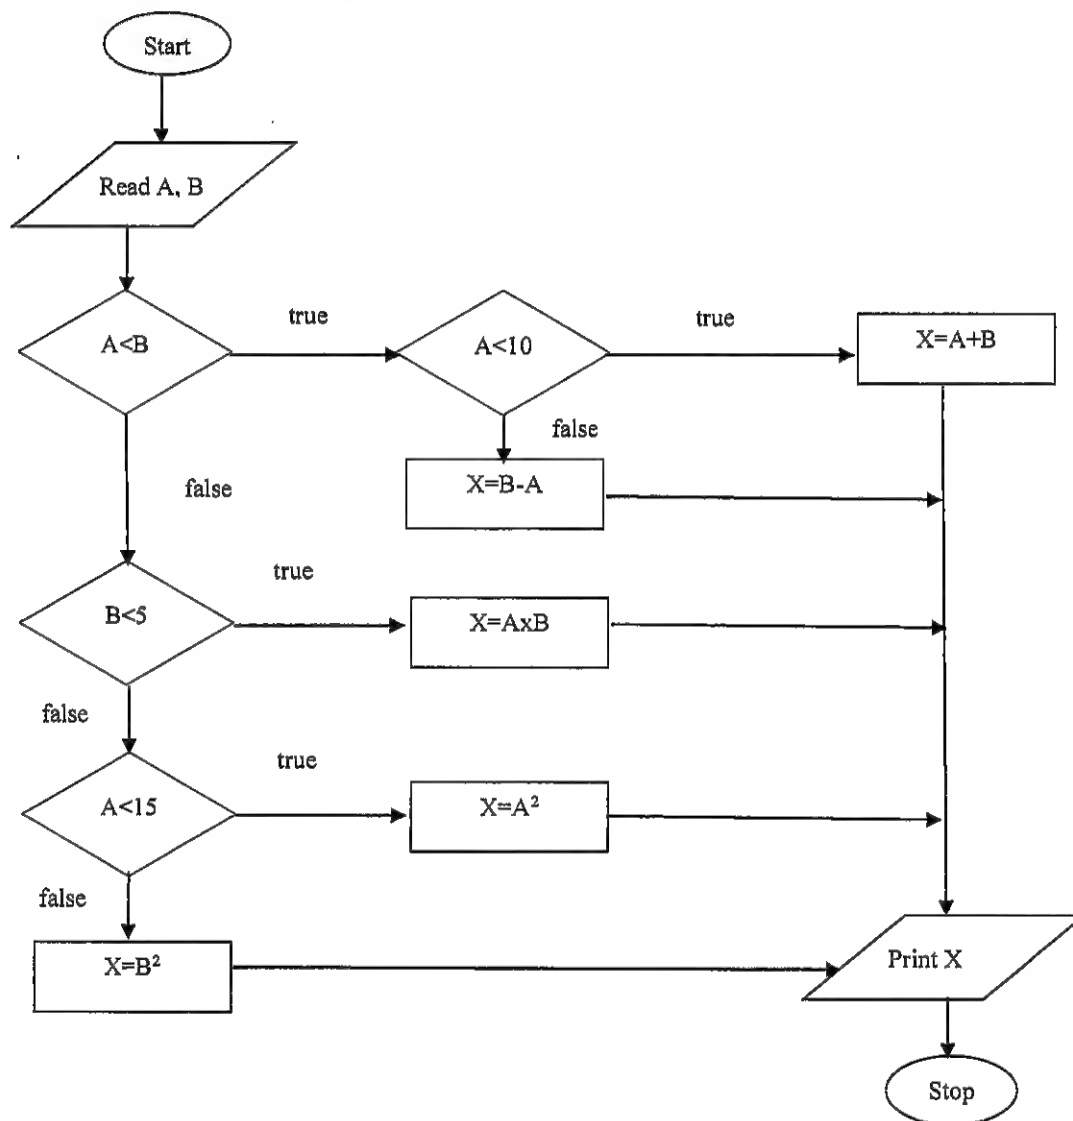 Start
Read A, B
A<B
true
A<10
true
X=A+B
false
X=B-A
false
B<5
true
X=AxB
false
A<15
true
X=A²
false
X=B²
Print X
Stop